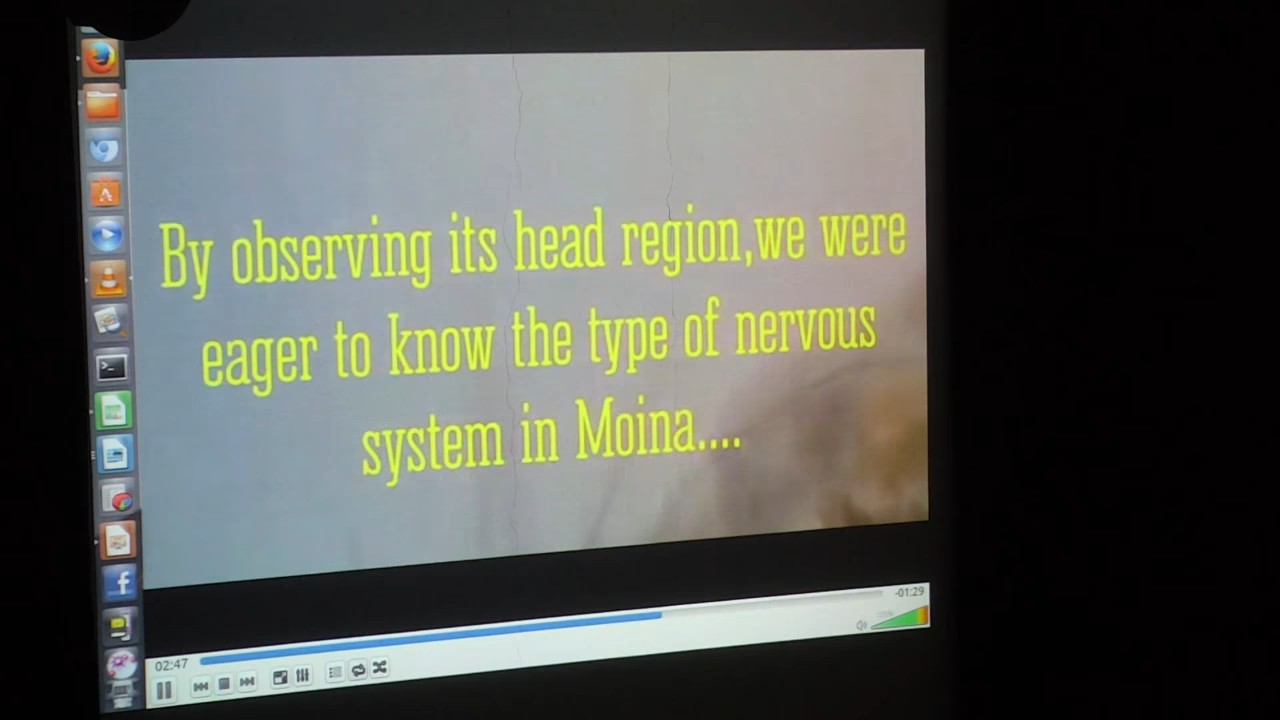 By observing its head region,we were
eager to know the type of nervous
system in Moina....
-01:29
02:47